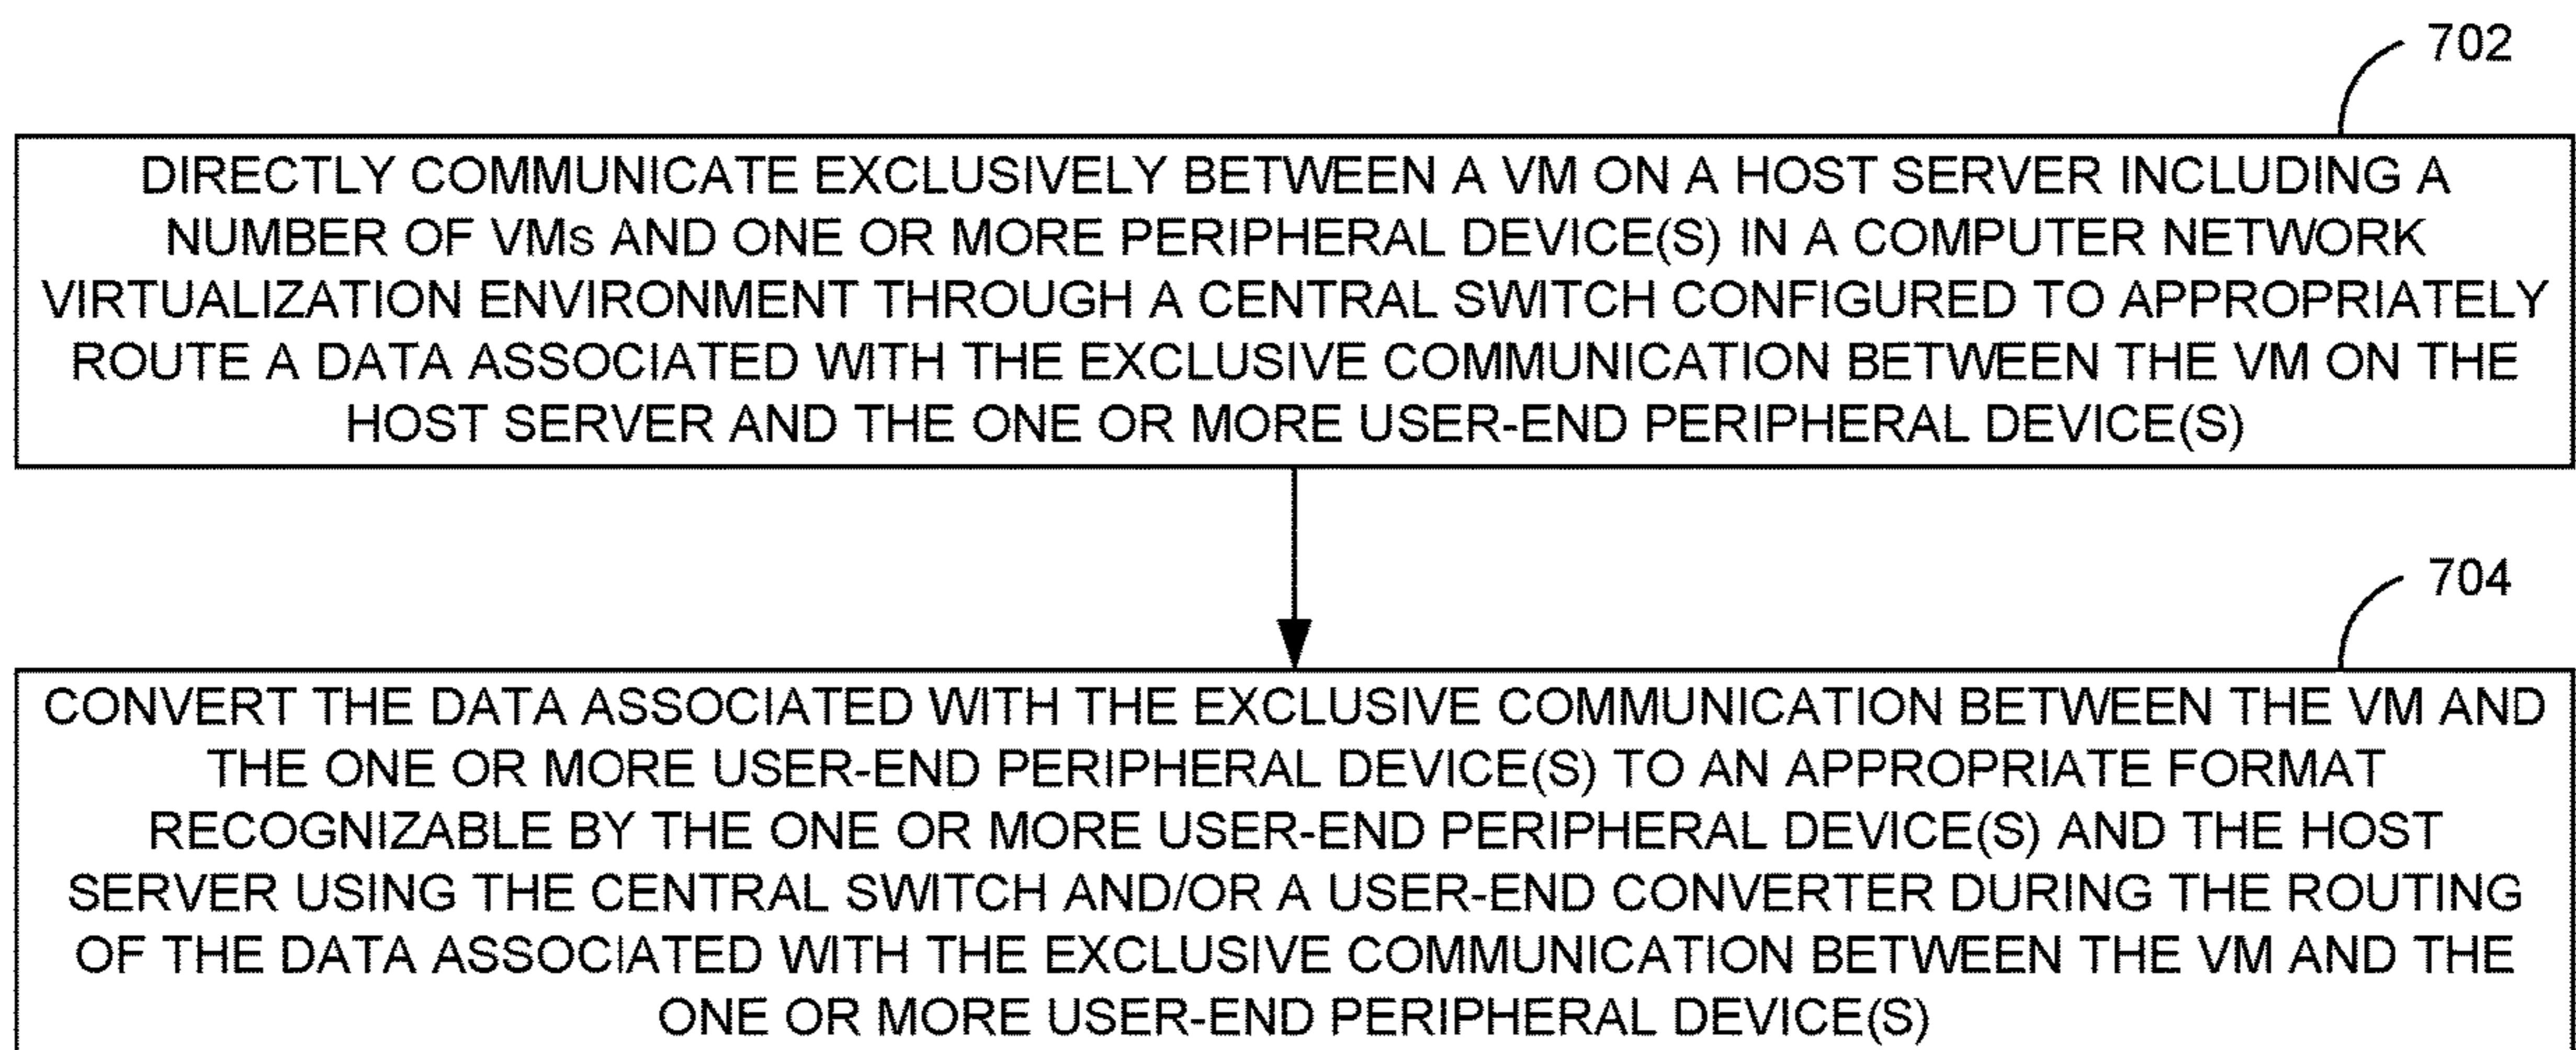 702
DIRECTLY COMMUNICATE EXCLUSIVELY BETWEEN A VM ON A HOST SERVER INCLUDING A
NUMBER OF VMs AND ONE OR MORE PERIPHERAL DEVICE(S) IN A COMPUTER NETWORK
VIRTUALIZATION ENVIRONMENT THROUGH A CENTRAL SWITCH CONFIGURED TO APPROPRIATELY
ROUTE A DATA ASSOCIATED WITH THE EXCLUSIVE COMMUNICATION BETWEEN THE VM ON THE
HOST SERVER AND THE ONE OR MORE USER-END PERIPHERAL DEVICE(S)
704
CONVERT THE DATA ASSOCIATED WITH THE EXCLUSIVE COMMUNICATION BETWEEN THE VM AND
THE ONE OR MORE USER-END PERIPHERAL DEVICE(S) TO AN APPROPRIATE FORMAT
RECOGNIZABLE BY THE ONE OR MORE USER-END PERIPHERAL DEVICE(S) AND THE HOST
SERVER USING THE CENTRAL SWITCH AND/OR A USER-END CONVERTER DURING THE ROUTING
OF THE DATA ASSOCIATED WITH THE EXCLUSIVE COMMUNICATION BETWEEN THE VM AND THE
ONE OR MORE USER-END PERIPHERAL DEVICE(S)